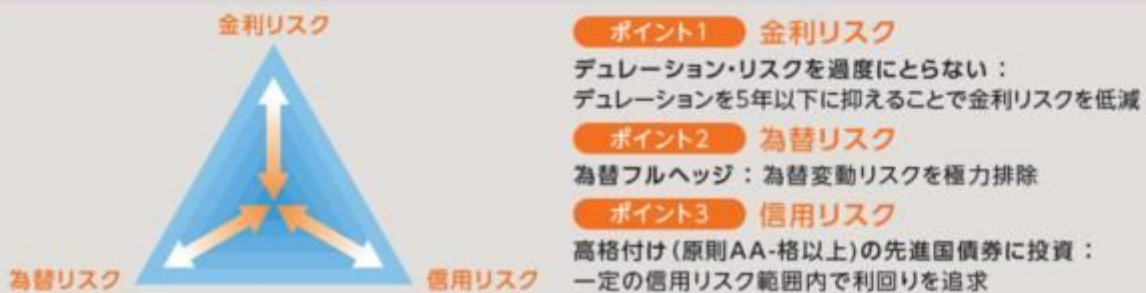 金利リスク
為替リスク
信用リスク
ポイント1 金利リスク
デュレーション・リスクを過度にとらない：
デュレーションを5年以下に抑えることで金利リスクを低減
ポイント2 為替リスク
為替フルヘッジ：為替変動リスクを極力排除
ポイント3 信用リスク
高格付け（原則AA-格以上）の先進国債券に投資：
一定の信用リスク範囲内で利回りを追求